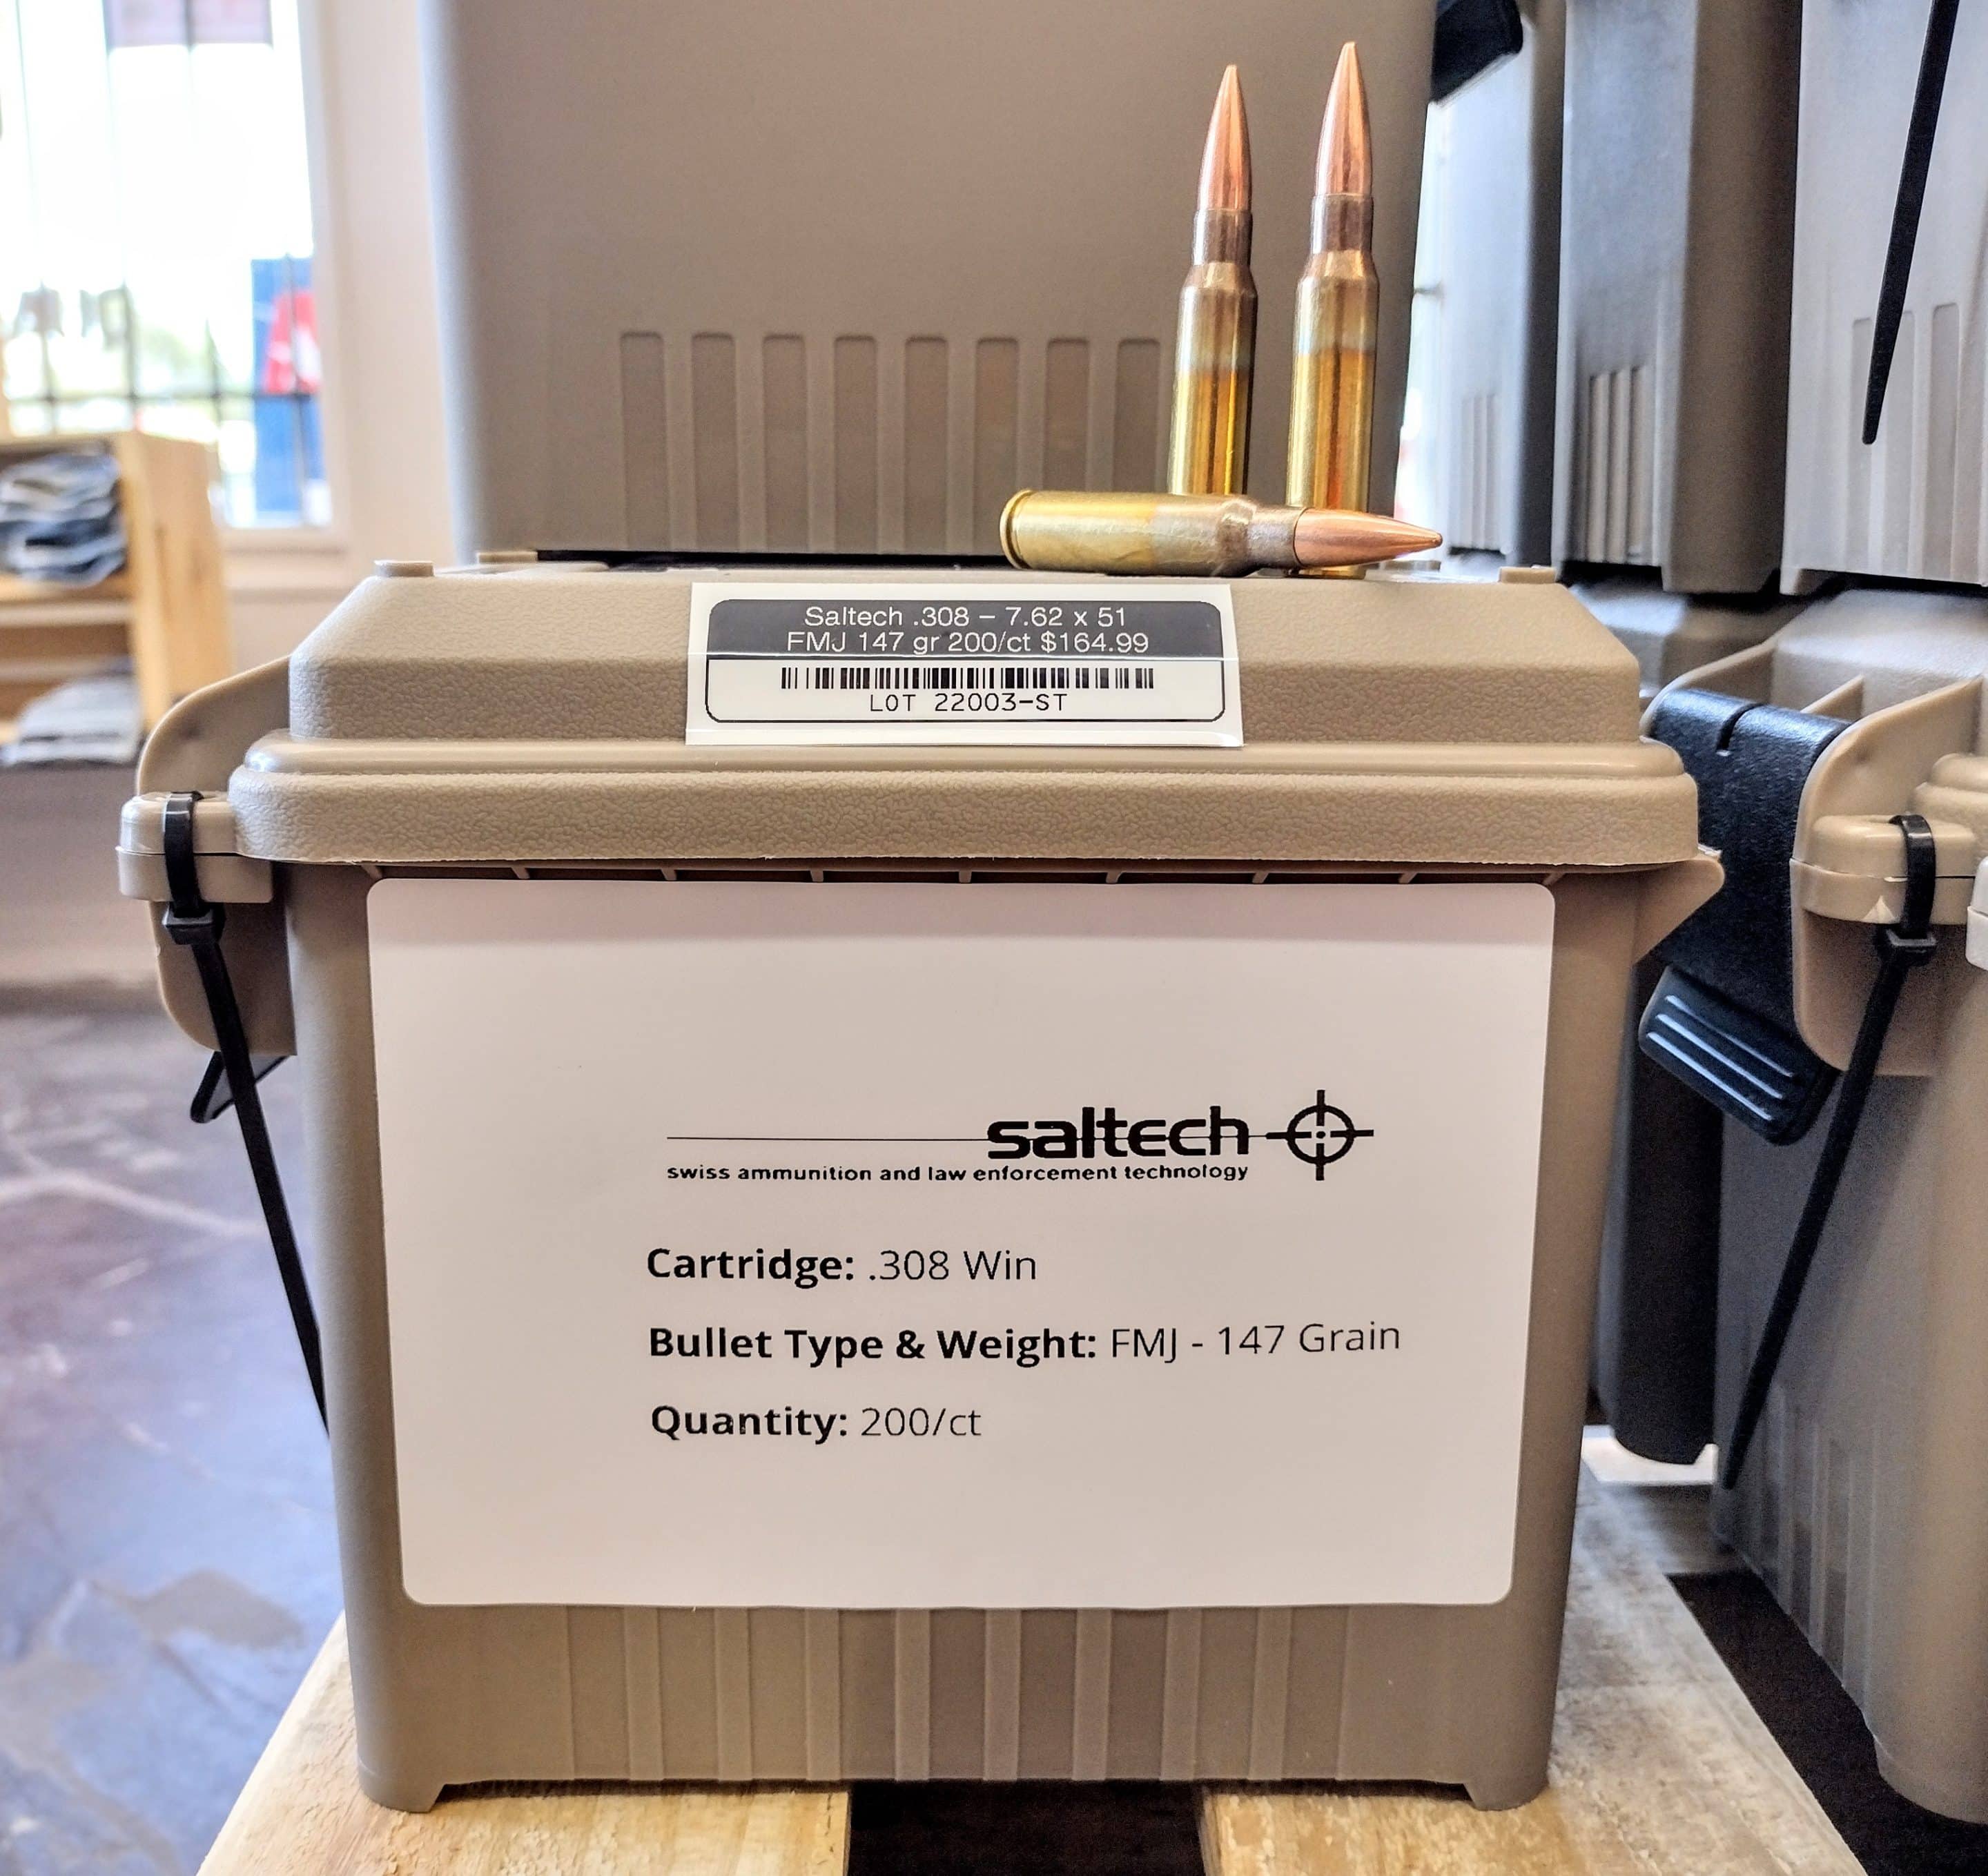 Saltech .308 – 7.62 x 51
FMJ 147 gr 200/ct $164.99
LOT 22003-ST
saltech
swiss ammunition and law enforcement technology
Cartridge: .308 Win
Bullet Type & Weight: FMJ - 147 Grain
Quantity: 200/ct